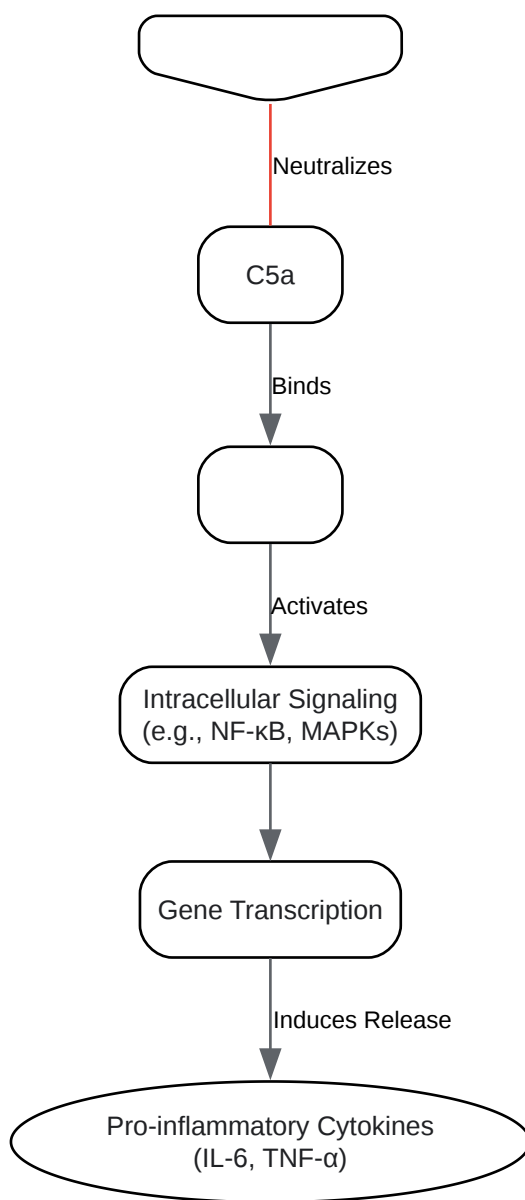 Neutralizes
C5a
Binds
Activates
Intracellular Signaling
(e.g., NF-κB, MAPKs)
Gene Transcription
Induces Release
Pro-inflammatory Cytokines
(IL-6, TNF-α)